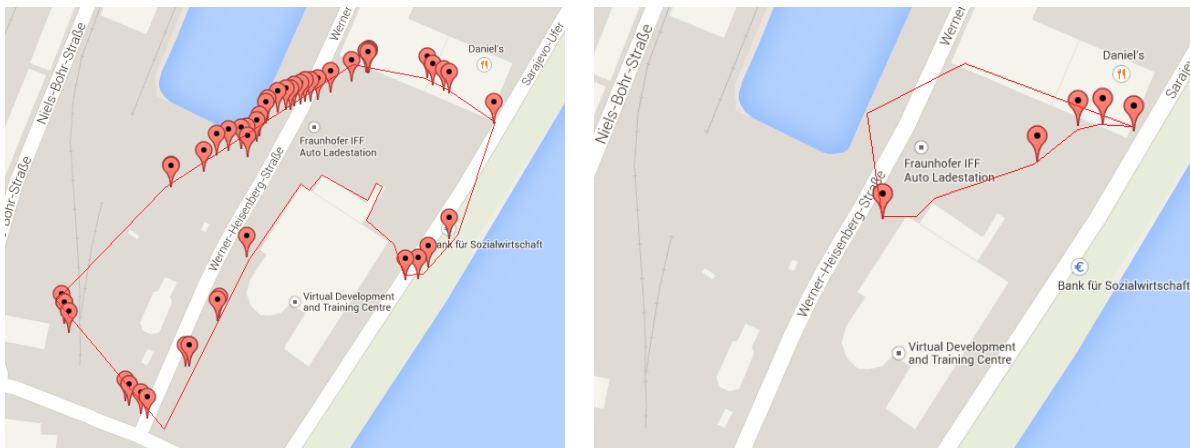 Niels-Bohr-Straße
Bohr-Straße
Werner
Daniel's
Sarajevo-Ufer
Fraunhofer IFF
Auto Ladestation
Werner-Heisenberg-Straße
Bank für Sozialwirtschaft
Virtual Development
and Training Centre
Niels-Bohr-Straße
Werner
Daniel's
Fraunhofer IFF
Auto Ladestation
Werner-Heisenberg-Straße
Bank für Sozialwirtschaft
Virtual Development
and Training Centre